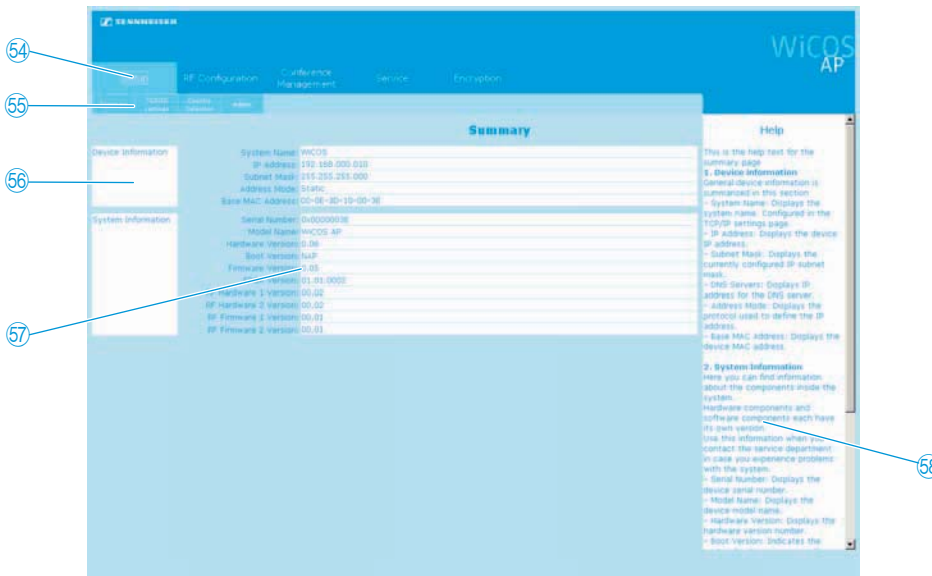 SENNHEISER
WiCOS
AP
54
Setup
RF Configuration
Conference
Management
Service
Encryption
55
TCP/IP
Settings
Country
Selection
Admin
Summary
Help
Device Information
56
System Name: WiCOS
IP address: 192.168.000.010
Subnet Mask: 255.255.255.000
Address Mode: Static
Base MAC Address:
System Information
Serial Number: 0x00000038
Model Name: WiCOS AP
Hardware Version: 0.06
Boot Version: NAP
Firmware Version: 0.05
Version: 01.01.0002
RF Hardware 1 Version: 00.02
RF Hardware 2 Version: 00.02
RF Firmware 1 Version: 00.01
RF Firmware 2 Version: 00.01
57
This is the help text for the
summary page
1. Device information
General device information is
summarized in this section
- System Name: Displays the
system name. Configured in the
TCP/IP settings page.
- IP Address: Displays the device
IP address.
- Subnet Mask: Displays the
currently configured IP subnet
mask.
- DNS Servers: Displays IP
address for the DNS server.
- Address Mode: Displays the
protocol used to define the IP
address.
- Base MAC Address: Displays the
device MAC address.
2. System Information
Here you can find information
about the components inside the
system.
Hardware components and
software components each have
its own version.
Use this information when you
contact the service department
in case you experience problems
with the system.
- Serial Number: Displays the
device serial number.
- Model Name: Displays the
device model name.
- Hardware Version: Displays the
hardware version number.
- Boot Version: Indicates the
58